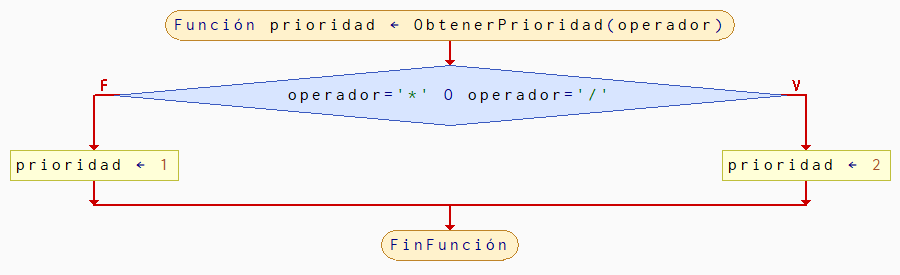 Función prioridad ← ObtenerPrioridad(operador)
F
V
operador='*' O operador='/'
prioridad ← 1
prioridad ← 2
FinFunción